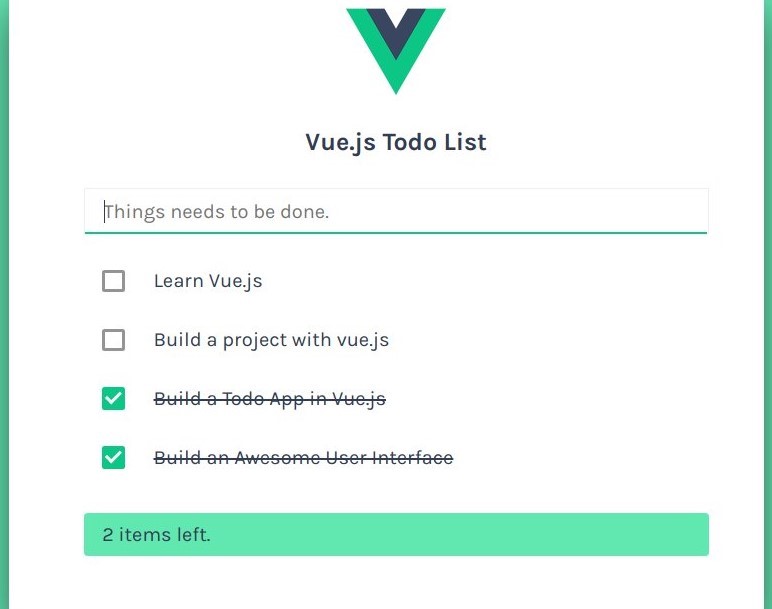 Vue.js Todo List
Things needs to be done.
Learn Vue.js
Build a project with vue.js
Build a Todo App in Vue.js
Build an Awesome User Interface
2 items left.